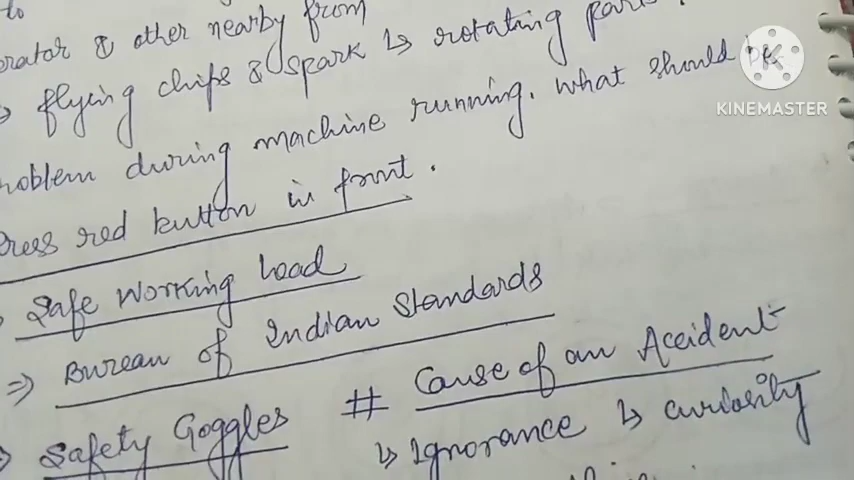 to
erator & other nearby from
flying chips & spark ↳ rotating part
KINEMASTER
roblem during machine running. what should
press red button in front.
Safe Working Load
⇒ Bureau of Indian Standards
# Cause of an Accident
Safety Goggles
↳ Ignorance ↳ curiosity